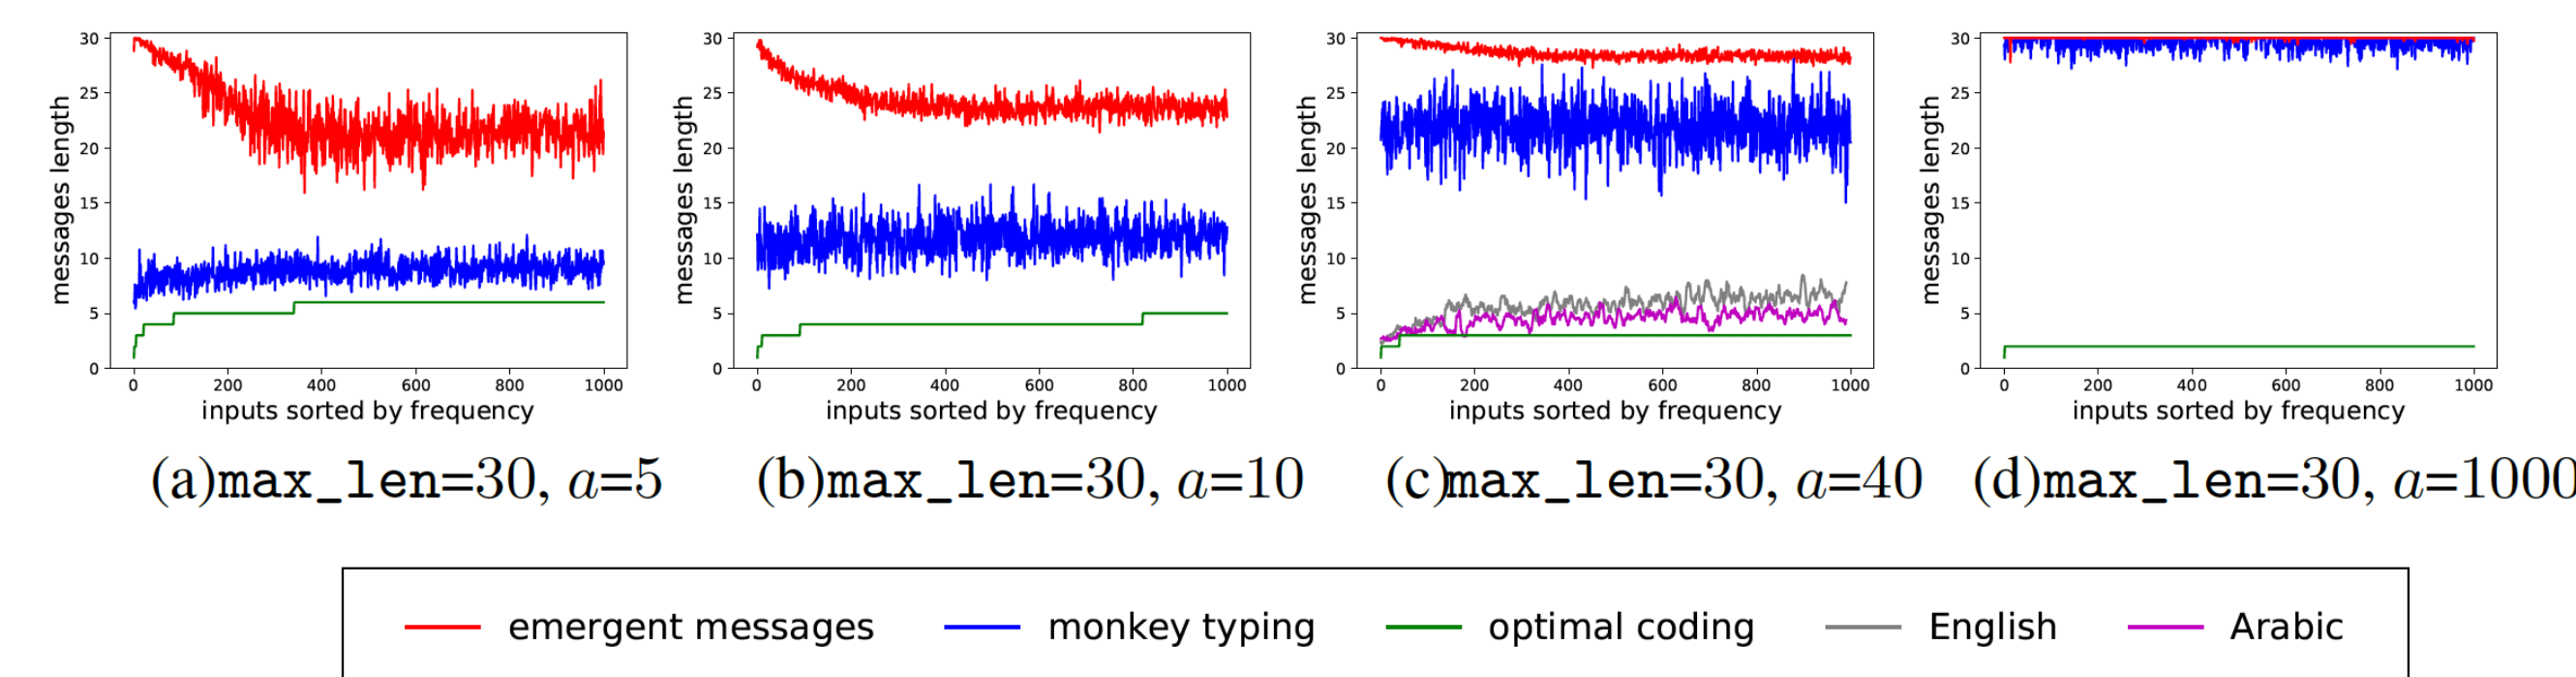 messages length
30
25
20
15
10
5
0
0 200 400 600 800 1000
inputs sorted by frequency
(a)max_len=30, a=5
messages length
30
25
20
15
10
5
0
0 200 400 600 800 1000
inputs sorted by frequency
(b)max_len=30, a=10
messages length
30
25
20
15
10
5
0
0 200 400 600 800 1000
inputs sorted by frequency
(c)max_len=30, a=40
messages length
30
25
20
15
10
5
0
0 200 400 600 800 1000
inputs sorted by frequency
(d)max_len=30, a=1000
emergent messages monkey typing optimal coding English Arabic